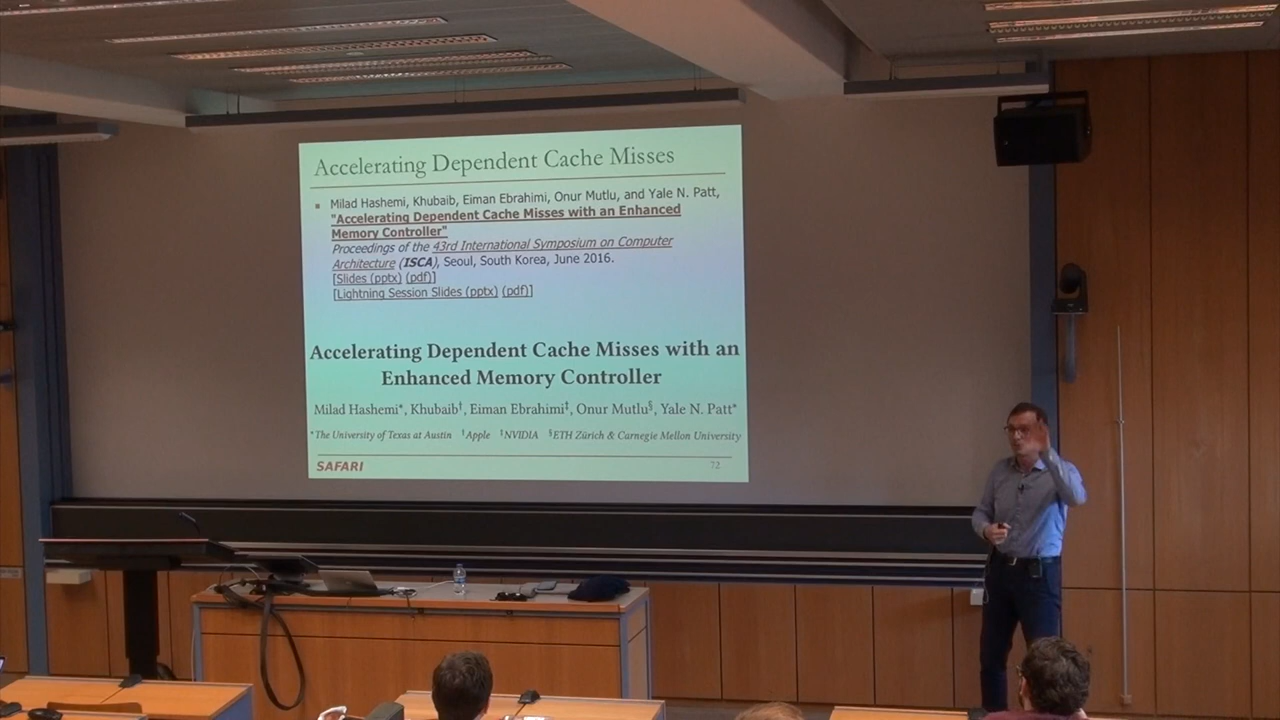 Accelerating Dependent Cache Misses
Milad Hashemi, Khubaib, Eiman Ebrahimi, Onur Mutlu, and Yale N. Patt,
"Accelerating Dependent Cache Misses with an Enhanced
Memory Controller"
Proceedings of the 43rd International Symposium on Computer
Architecture (ISCA), Seoul, South Korea, June 2016.
[Slides (pptx) (pdf)]
[Lightning Session Slides (pptx) (pdf)]
Accelerating Dependent Cache Misses with an
Enhanced Memory Controller
Milad Hashemi*, Khubaib†, Eiman Ebrahimi‡, Onur Mutlu§, Yale N. Patt*
*The University of Texas at Austin †Apple ‡NVIDIA §ETH Zürich & Carnegie Mellon University
SAFARI 72